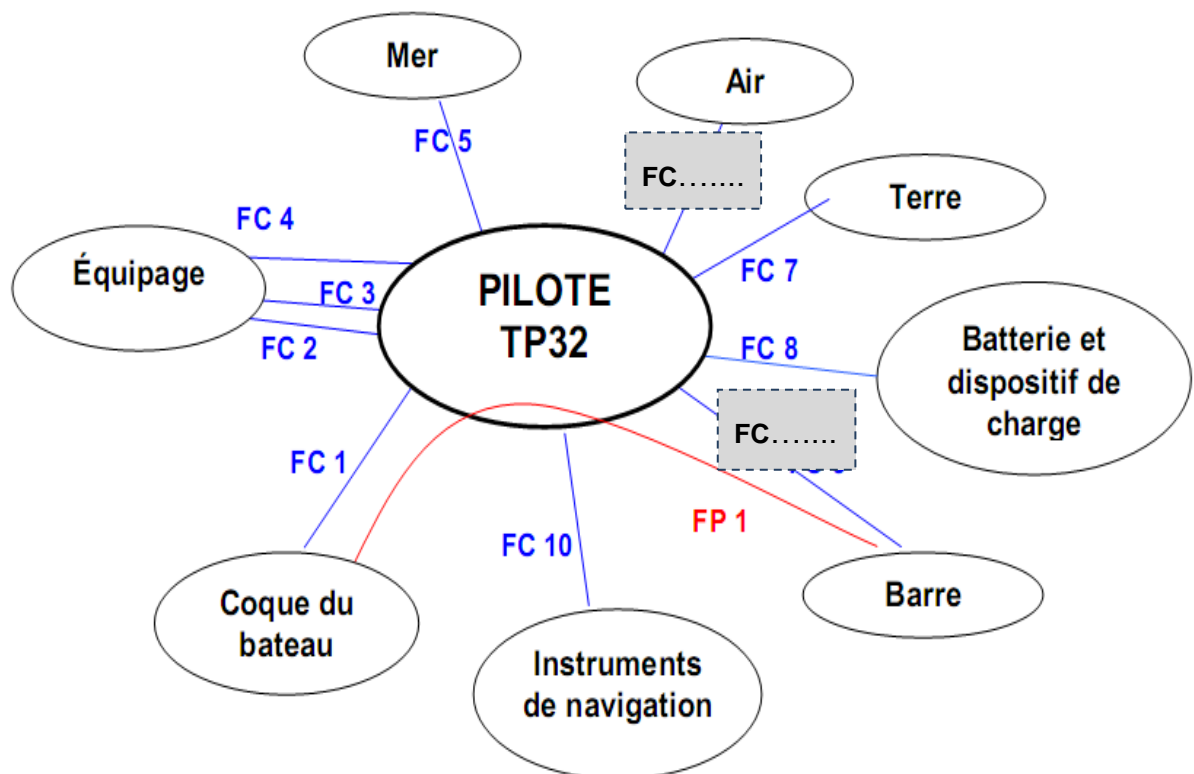 Mer
Air
FC 5
FC….…
Terre
FC 4
Équipage
FC 7
PILOTE
TP32
FC 3
FC 2
FC 8
Batterie et
dispositif de
charge
FC….…
FC 1
FP 1
FC 10
Barre
Coque du
bateau
Instruments
de navigation